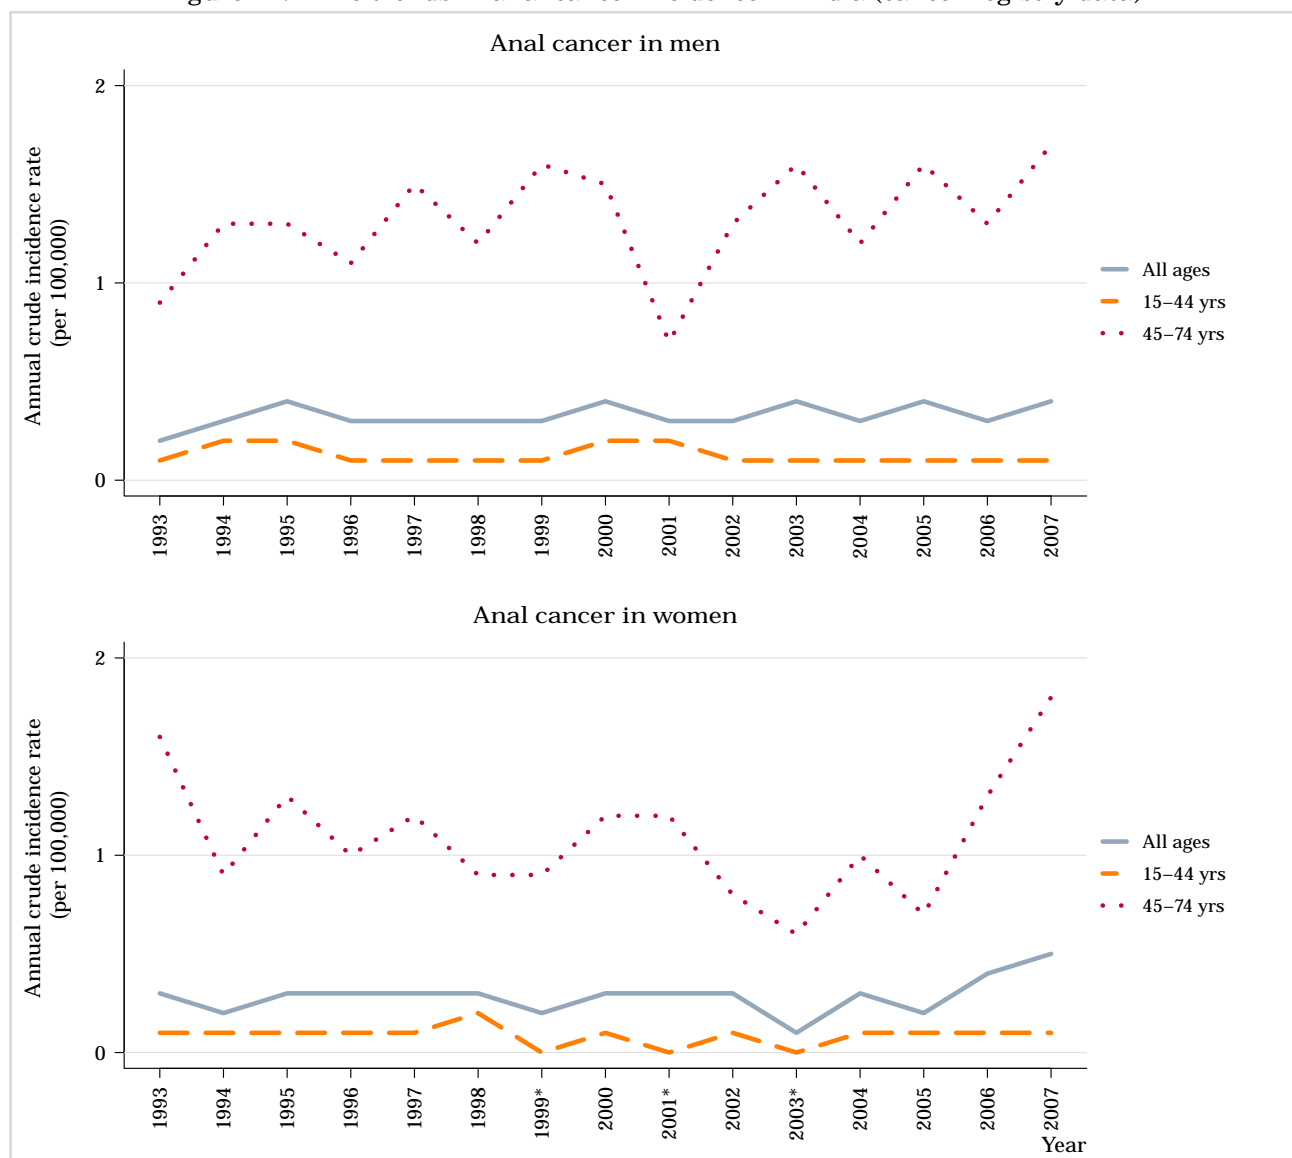 Anal cancer in men
Annual crude incidence rate
(per 100,000)
2
1
0
1993
1994
1995
1996
1997
1998
1999
2000
2001
2002
2003
2004
2005
2006
2007
All ages
15–44 yrs
45–74 yrs
Anal cancer in women
Annual crude incidence rate
(per 100,000)
2
1
0
1993
1994
1995
1996
1997
1998
1999*
2000
2001*
2002
2003*
2004
2005
2006
2007
Year
All ages
15–44 yrs
45–74 yrs